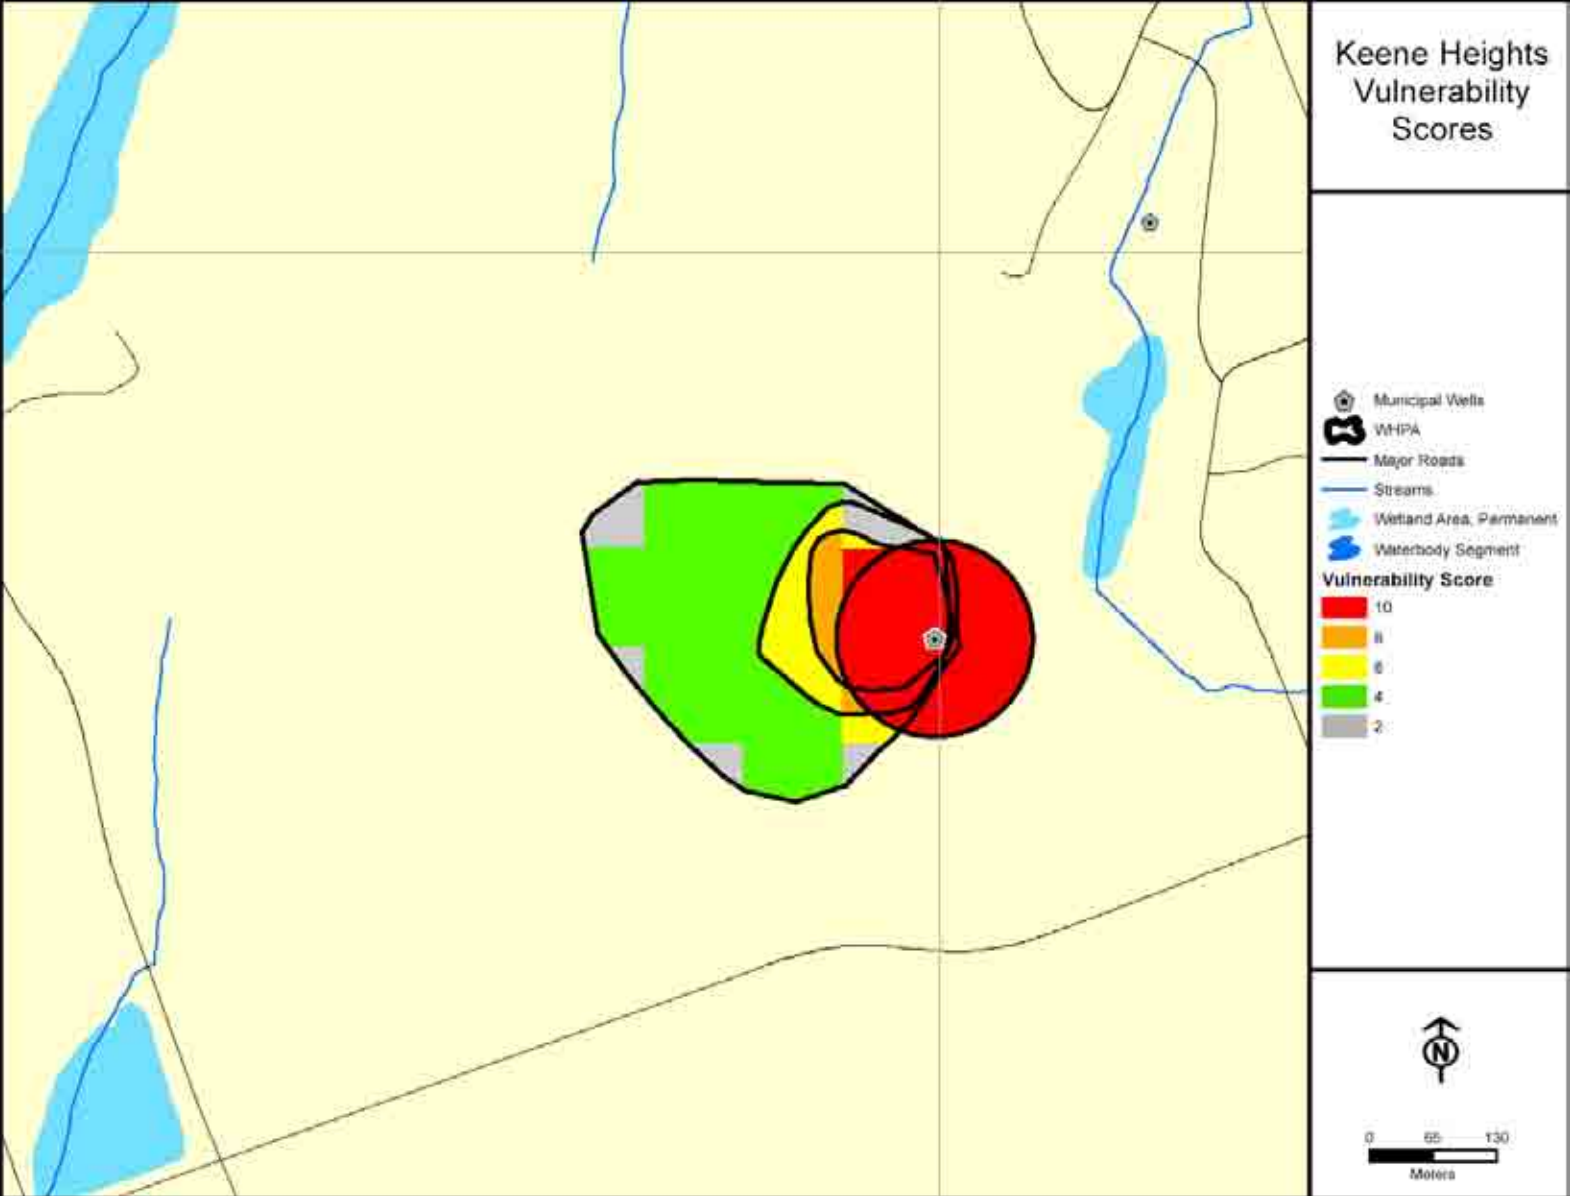 Keene Heights
Vulnerability
Scores
Municipal Wells
WHPA
Major Roads
Streams
Wetland Area, Permanent
Waterbody Segment
Vulnerability Score
10
8
6
4
2
N
0 65 130
Meters